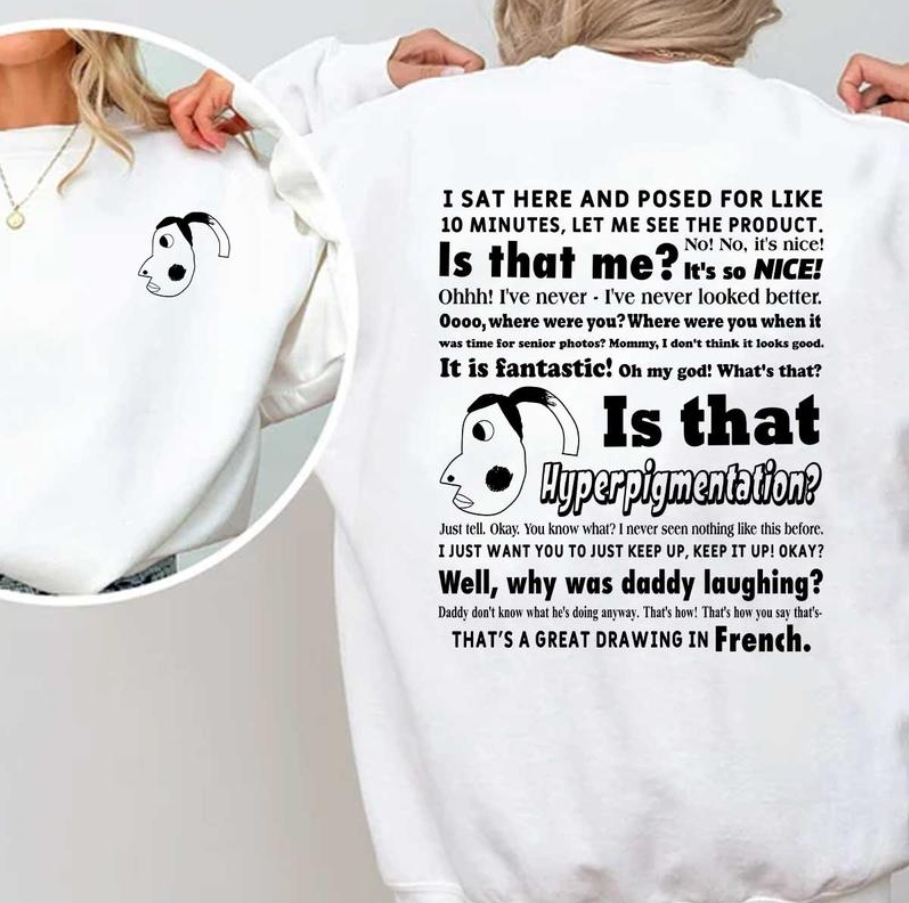 I SAT HERE AND POSED FOR LIKE
10 MINUTES, LET ME SEE THE PRODUCT.
Is that me? No! No, it's nice!
It's so NICE!
Ohhh! I've never - I've never looked better.
Oooo, where were you? Where were you when it
was time for senior photos? Mommy, I don't think it looks good.
It is fantastic! Oh my god! What's that?
Is that
Hyperpigmentation?
Just tell. Okay. You know what? I never seen nothing like this before.
I JUST WANT YOU TO JUST KEEP UP, KEEP IT UP! OKAY?
Well, why was daddy laughing?
Daddy don't know what he's doing anyway. That's how! That's how you say that's-
THAT'S A GREAT DRAWING IN French.